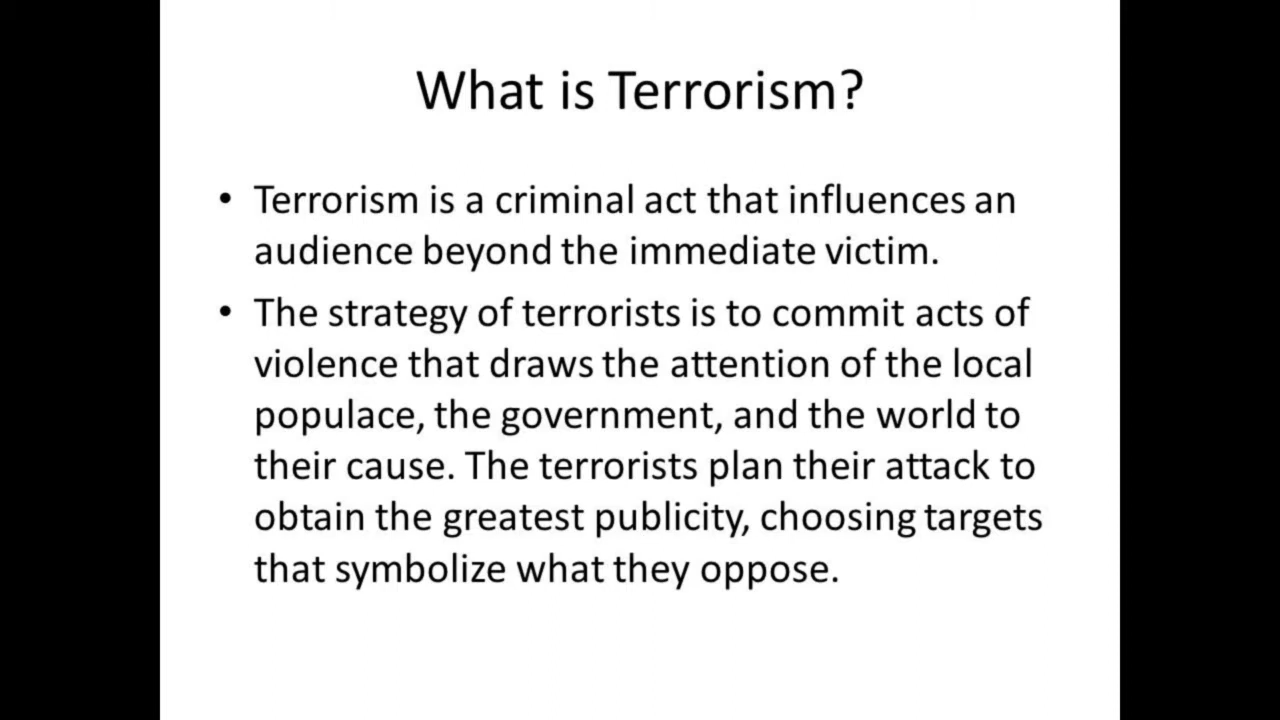 What is Terrorism?
• Terrorism is a criminal act that influences an
audience beyond the immediate victim.
• The strategy of terrorists is to commit acts of
violence that draws the attention of the local
populace, the government, and the world to
their cause. The terrorists plan their attack to
obtain the greatest publicity, choosing targets
that symbolize what they oppose.